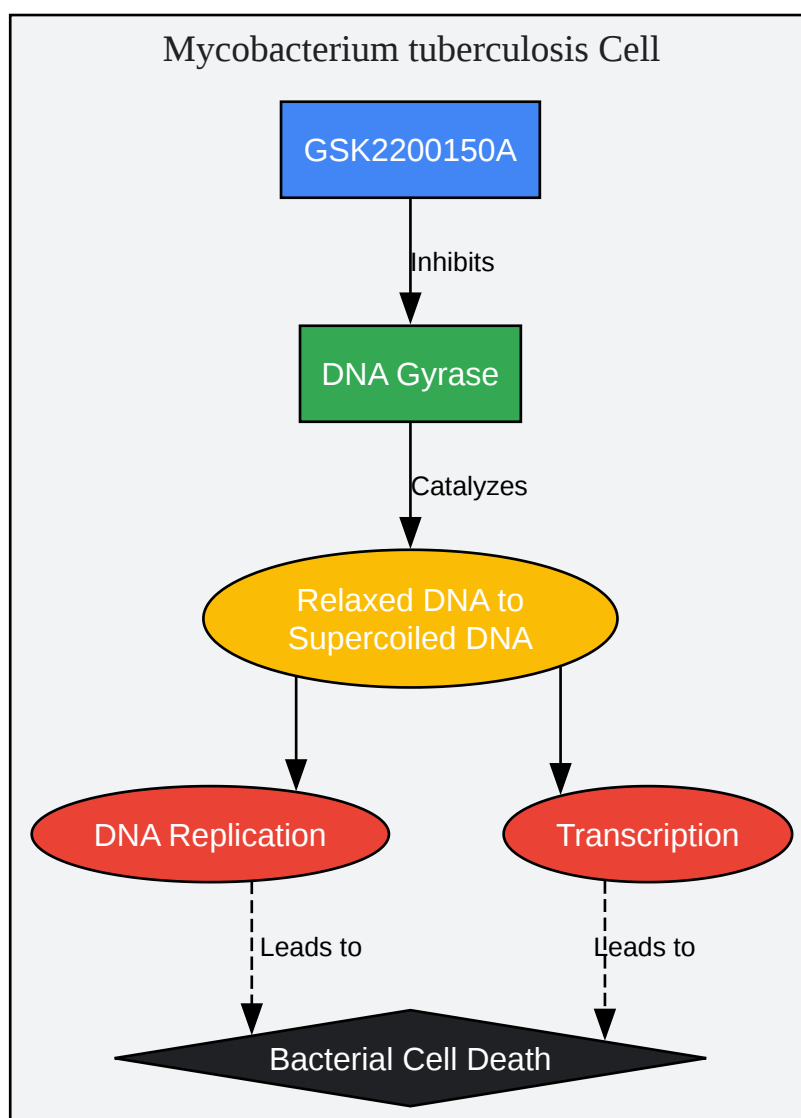 Mycobacterium tuberculosis Cell
GSK2200150A
Inhibits
DNA Gyrase
Catalyzes
Relaxed DNA to
Supercoiled DNA
DNA Replication
Transcription
Leads to
Leads to
Bacterial Cell Death